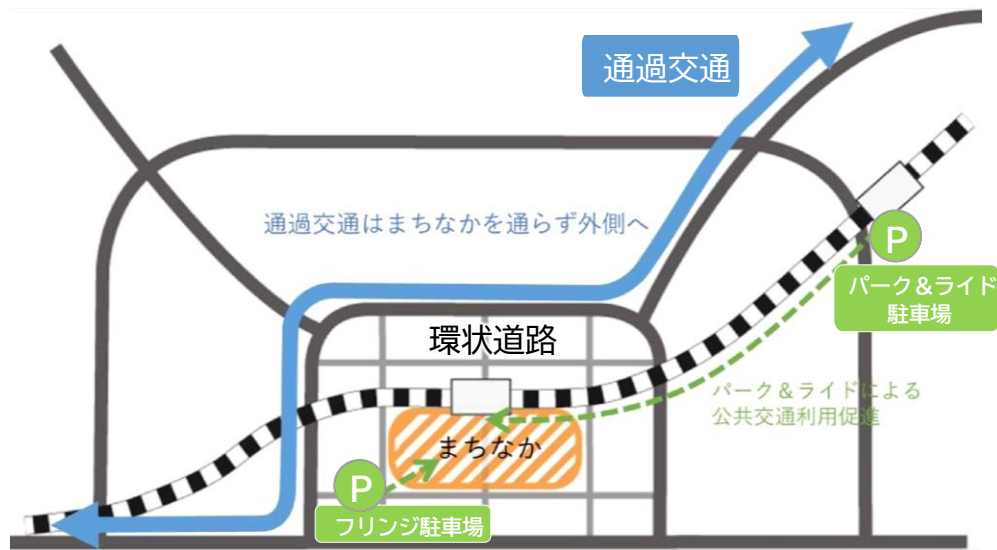 通過交通
通過交通はまちなかを通らず外側へ
P
パーク&ライド
駐車場
環状道路
パーク&ライドによる
公共交通利用促進
まちなか
P
フリンジ駐車場